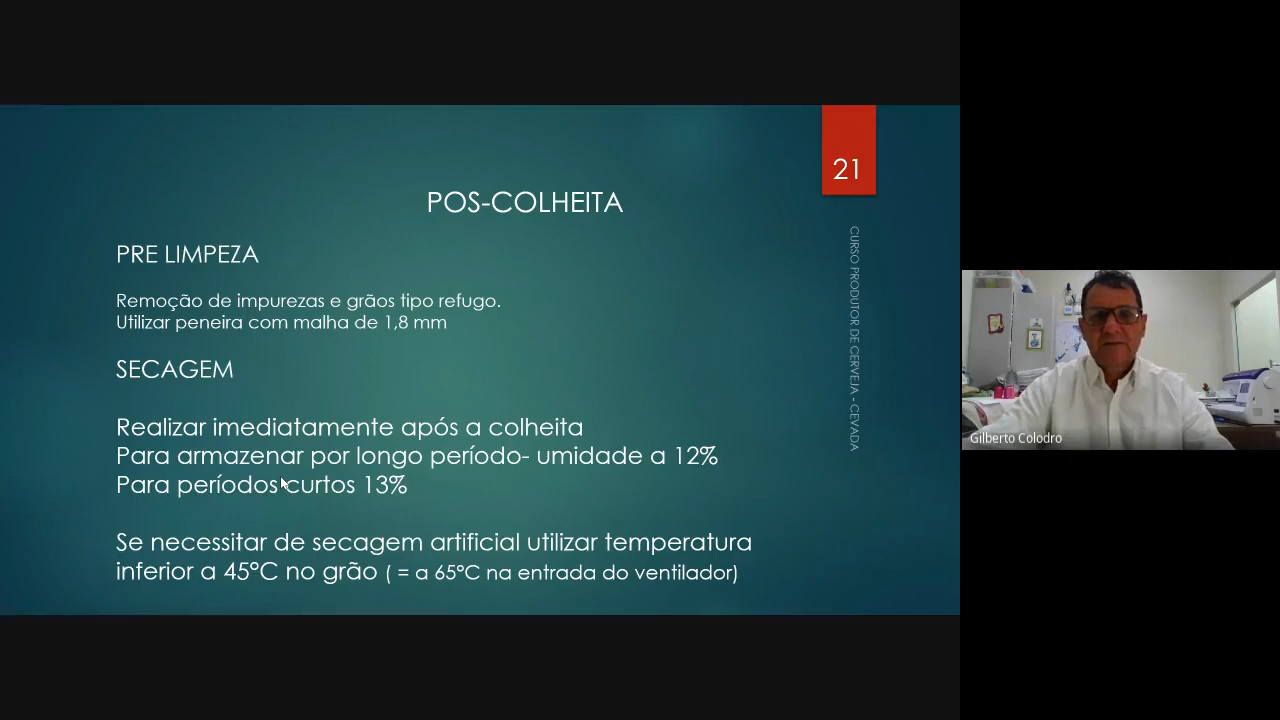 21
POS-COLHEITA
PRE LIMPEZA
Remoção de impurezas e grãos tipo refugo.
Utilizar peneira com malha de 1,8 mm
SECAGEM
Realizar imediatamente após a colheita
Para armazenar por longo período- umidade a 12%
Para períodos curtos 13%
Se necessitar de secagem artificial utilizar temperatura
inferior a 45°C no grão ( = a 65°C na entrada do ventilador)
CURSO PRODUTOR DE CERVEJA - CEVADA
Gilberto Colodro